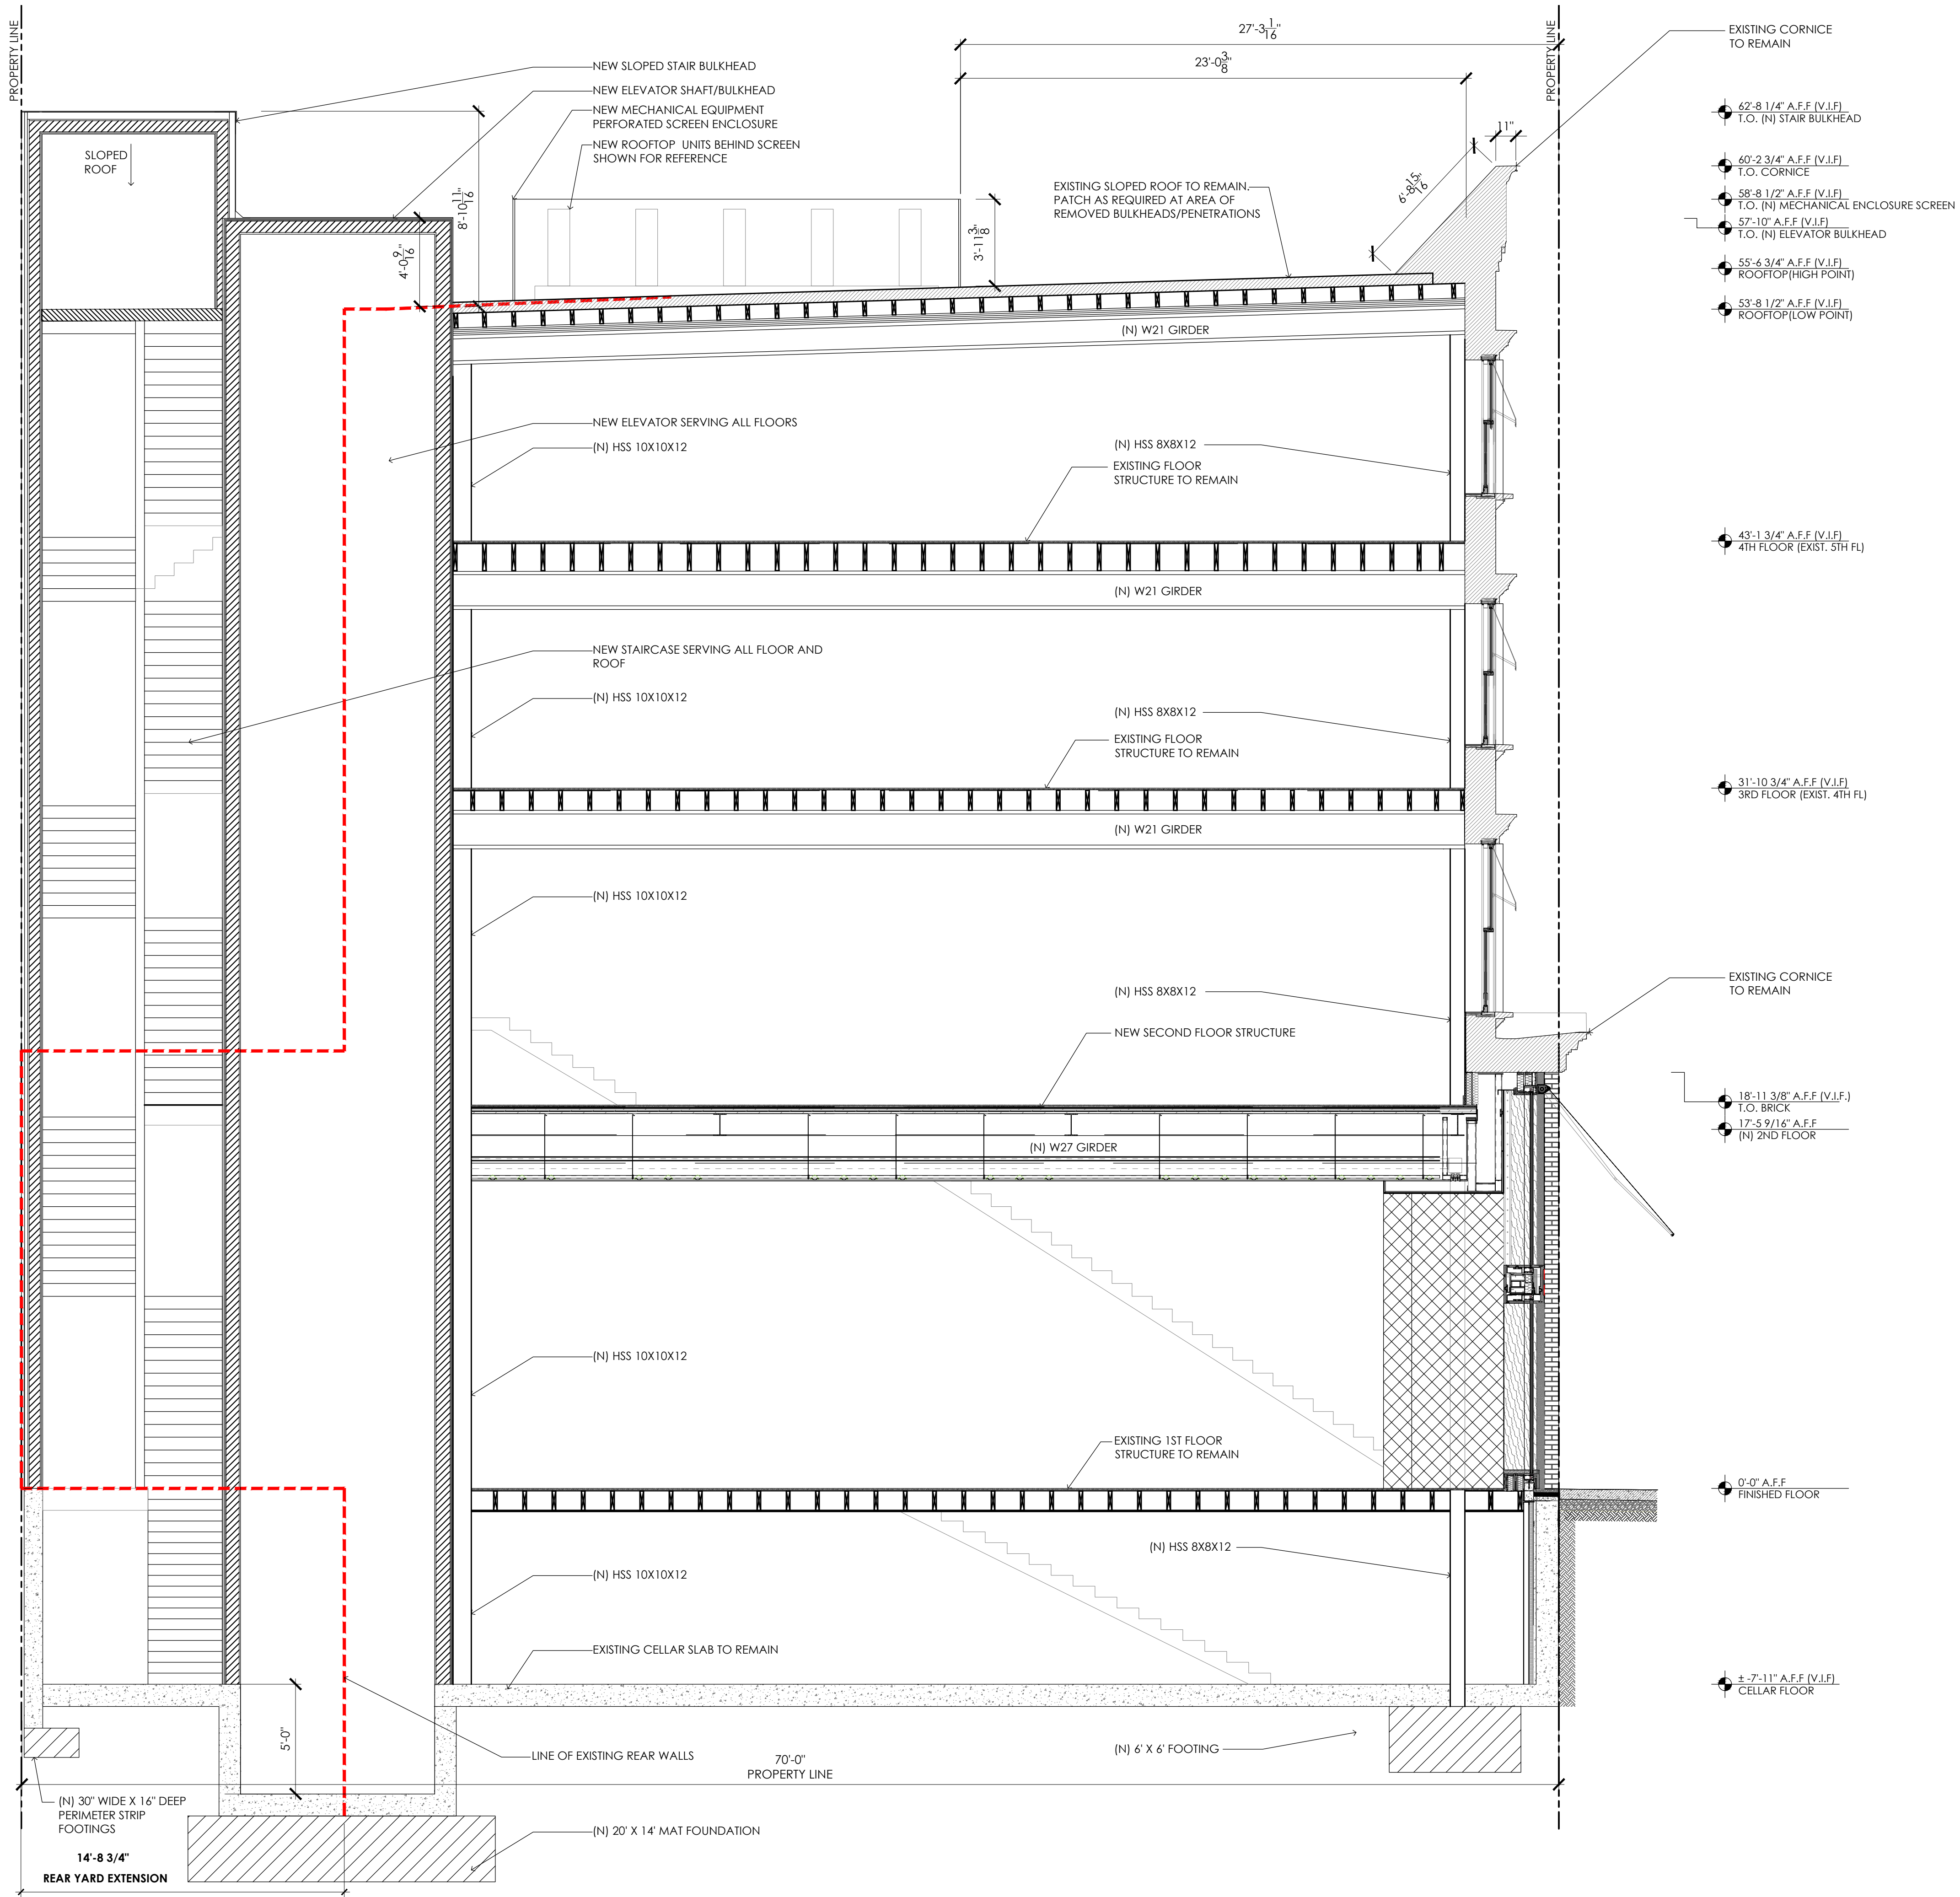 PROPERTY LINE
27'-3 1/16"
PROPERTY LINE
EXISTING CORNICE
TO REMAIN
23'-0 3/8"
NEW SLOPED STAIR BULKHEAD
NEW ELEVATOR SHAFT/BULKHEAD
NEW MECHANICAL EQUIPMENT
PERFORATED SCREEN ENCLOSURE
NEW ROOFTOP UNITS BEHIND SCREEN
SHOWN FOR REFERENCE
SLOPED
ROOF
11"
62'-8 1/4" A.F.F (V.I.F)
T.O. (N) STAIR BULKHEAD
60'-2 3/4" A.F.F (V.I.F)
T.O. CORNICE
58'-8 1/2" A.F.F (V.I.F)
T.O. (N) MECHANICAL ENCLOSURE SCREEN
57'-10" A.F.F (V.I.F)
T.O. (N) ELEVATOR BULKHEAD
55'-6 3/4" A.F.F (V.I.F)
ROOFTOP(HIGH POINT)
53'-8 1/2" A.F.F (V.I.F)
ROOFTOP(LOW POINT)
EXISTING SLOPED ROOF TO REMAIN.
PATCH AS REQUIRED AT AREA OF
REMOVED BULKHEADS/PENETRATIONS
6'-8 15/16"
8'-10 11/16"
4'-0 9/16"
3'-11 3/8"
(N) W21 GIRDER
NEW ELEVATOR SERVING ALL FLOORS
(N) HSS 10X10X12
(N) HSS 8X8X12
EXISTING FLOOR
STRUCTURE TO REMAIN
43'-1 3/4" A.F.F (V.I.F)
4TH FLOOR (EXIST. 5TH FL)
(N) W21 GIRDER
NEW STAIRCASE SERVING ALL FLOOR AND
ROOF
(N) HSS 10X10X12
(N) HSS 8X8X12
EXISTING FLOOR
STRUCTURE TO REMAIN
31'-10 3/4" A.F.F (V.I.F)
3RD FLOOR (EXIST. 4TH FL)
(N) W21 GIRDER
(N) HSS 10X10X12
(N) HSS 8X8X12
EXISTING CORNICE
TO REMAIN
NEW SECOND FLOOR STRUCTURE
18'-11 3/8" A.F.F (V.I.F.)
T.O. BRICK
17'-5 9/16" A.F.F
(N) 2ND FLOOR
(N) W27 GIRDER
(N) HSS 10X10X12
EXISTING 1ST FLOOR
STRUCTURE TO REMAIN
0'-0" A.F.F
FINISHED FLOOR
(N) HSS 8X8X12
(N) HSS 10X10X12
EXISTING CELLAR SLAB TO REMAIN
± -7'-11" A.F.F (V.I.F)
CELLAR FLOOR
5'-0"
LINE OF EXISTING REAR WALLS
(N) 6' X 6' FOOTING
70'-0"
PROPERTY LINE
(N) 30" WIDE X 16" DEEP
PERIMETER STRIP
FOOTINGS
(N) 20' X 14' MAT FOUNDATION
14'-8 3/4"
REAR YARD EXTENSION